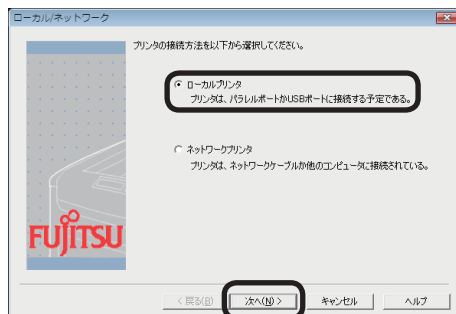 ローカル/ネットワーク
プリンタの接続方法を以下から選択してください。
ローカルプリンタ
プリンタは、パラレルポートかUSBポートに接続する予定である。
ネットワークプリンタ
プリンタは、ネットワークケーブルか他のコンピュータに接続されている。
FUJITSU
< 戻る(B)
次へ(N) >
キャンセル
ヘルプ